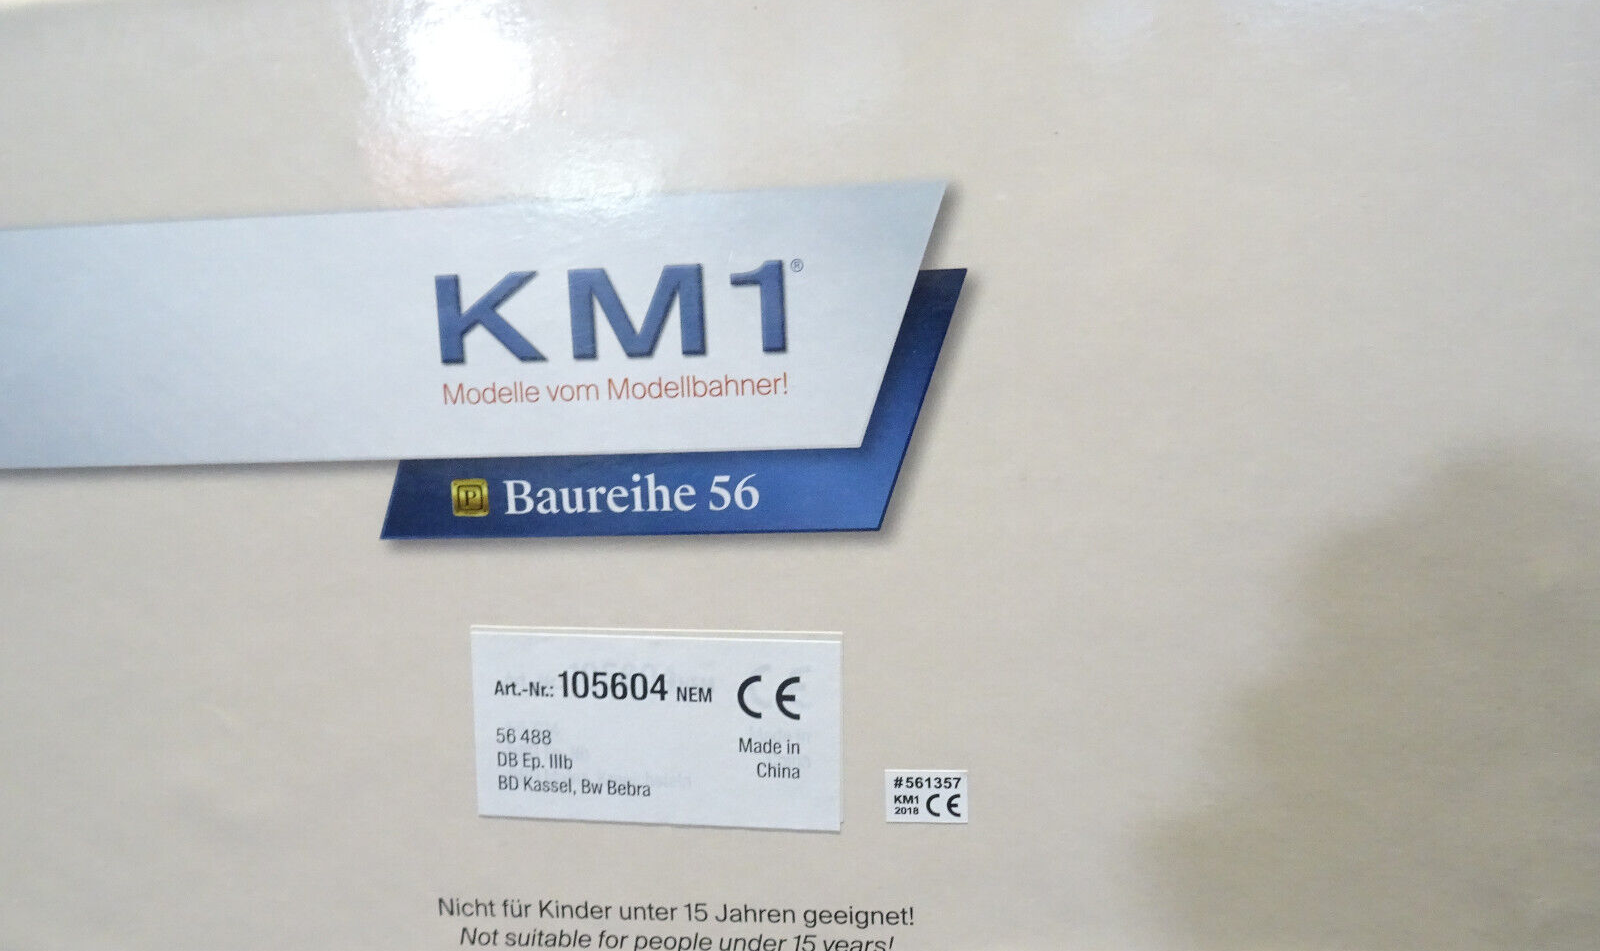 KM1®
Modelle vom Modellbahner!
P Baureihe 56
Art.-Nr.: 105604 NEM CE
56 488
DB Ep. IIIb
BD Kassel, Bw Bebra
Made in
China
#561357
KM1
2018 CE
Nicht für Kinder unter 15 Jahren geeignet!
Not suitable for people under 15 years!